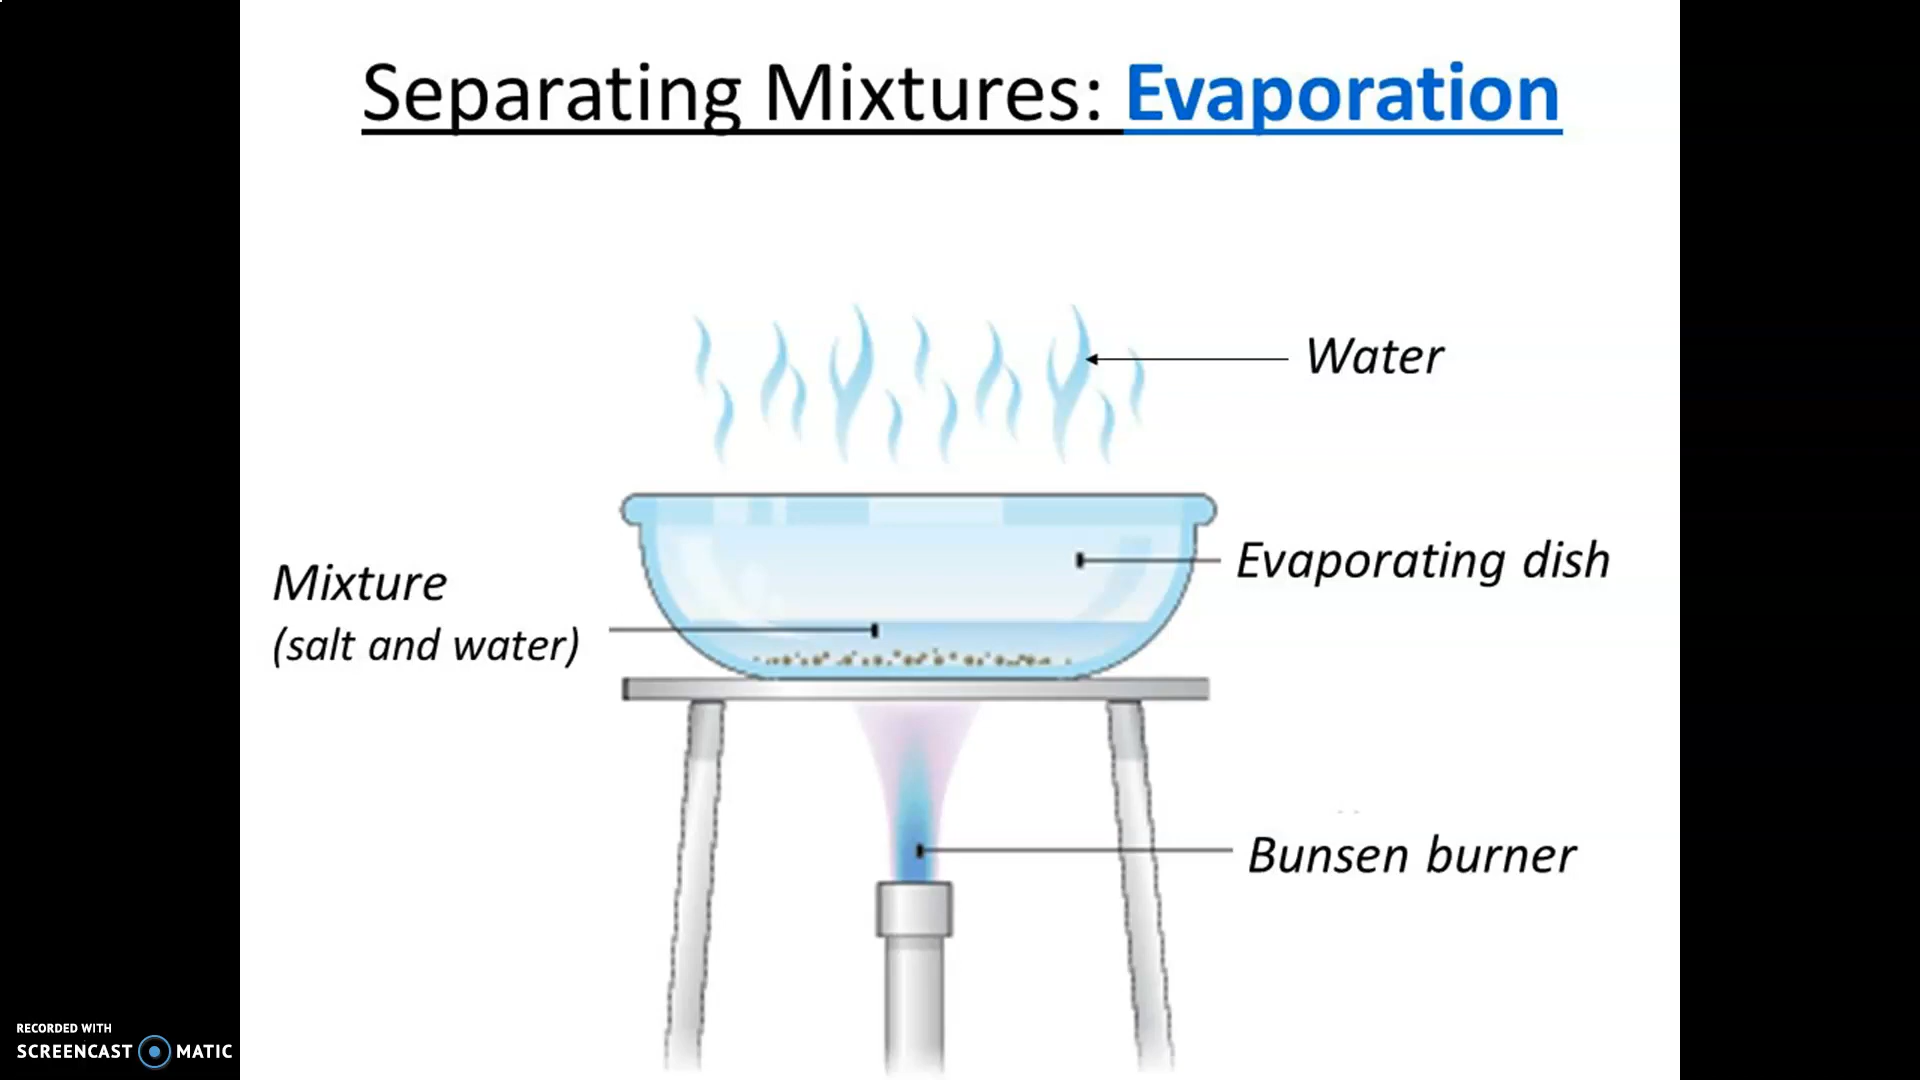 Separating Mixtures: Evaporation
Water
Evaporating dish
Mixture
(salt and water)
Bunsen burner
RECORDED WITH
SCREENCAST MATIC